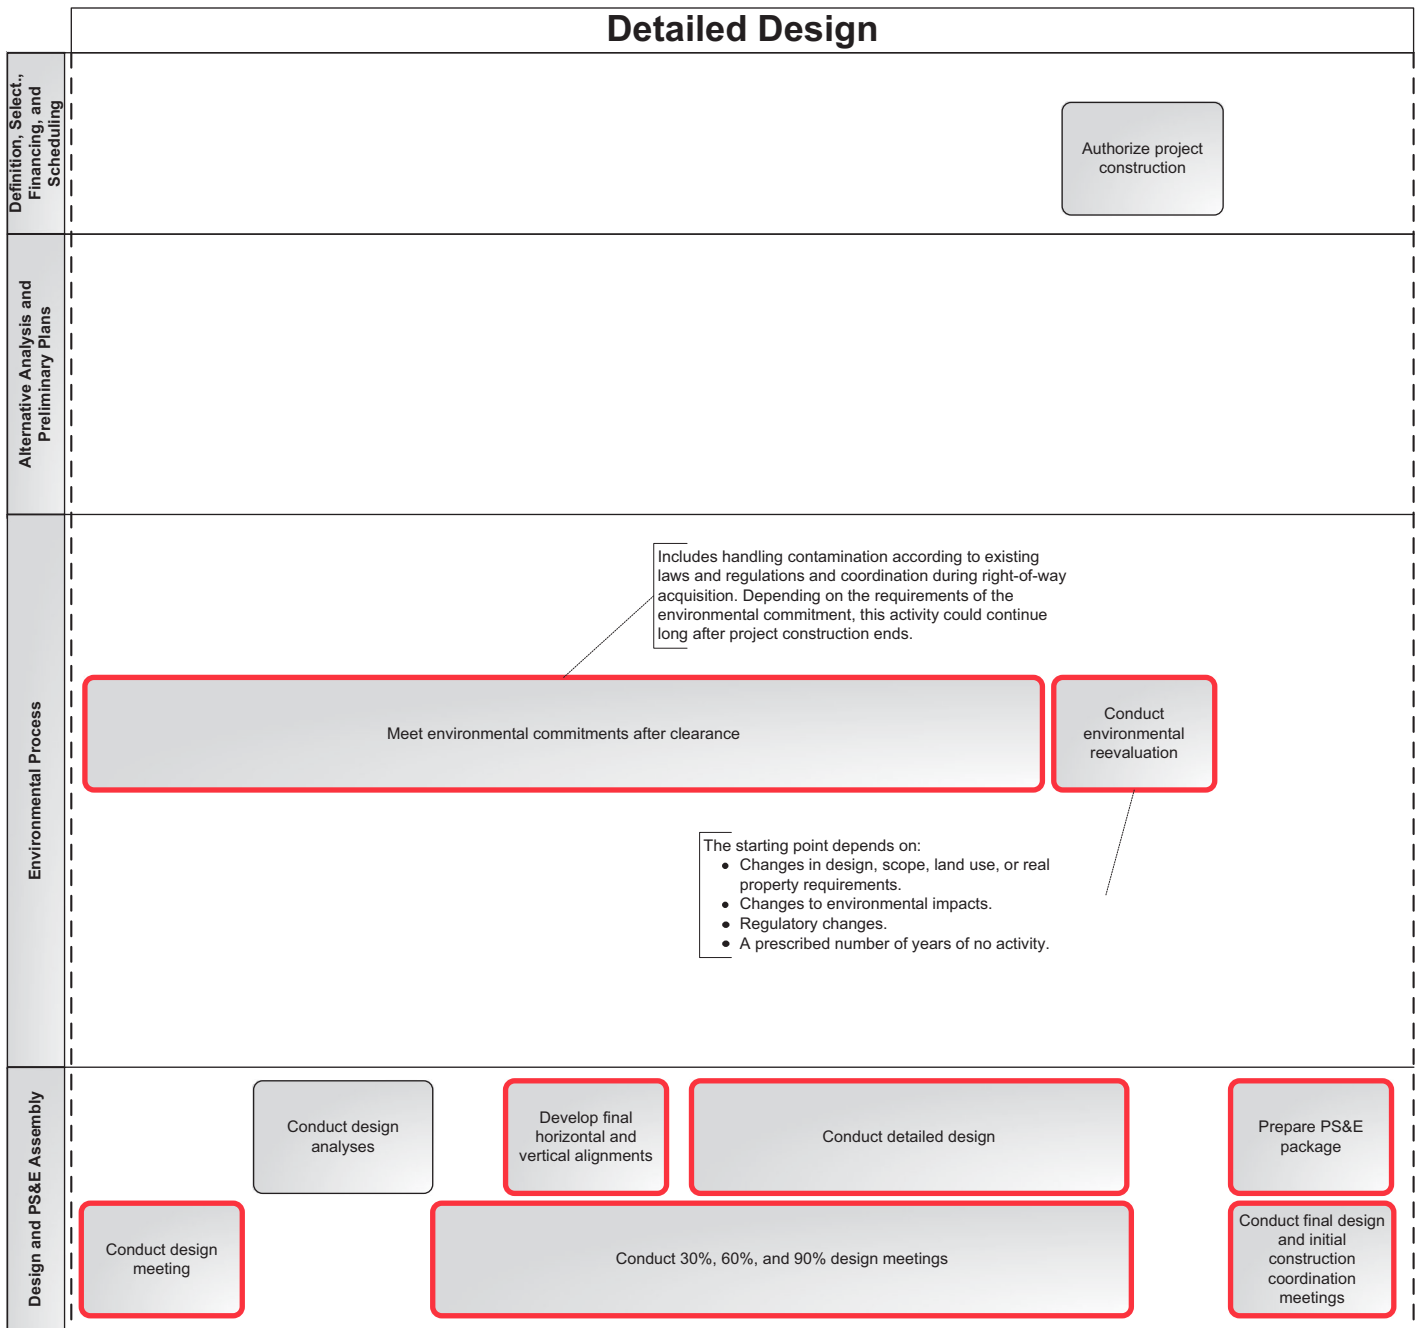 Detailed Design
Definition, Select.,
Financing, and
Scheduling
Authorize project
construction
Alternative Analysis and
Preliminary Plans
Environmental Process
Includes handling contamination according to existing
laws and regulations and coordination during right-of-way
acquisition. Depending on the requirements of the
environmental commitment, this activity could continue
long after project construction ends.
Meet environmental commitments after clearance
Conduct
environmental
reevaluation
The starting point depends on:
● Changes in design, scope, land use, or real
property requirements.
● Changes to environmental impacts.
● Regulatory changes.
● A prescribed number of years of no activity.
Design and PS&E Assembly
Conduct design
analyses
Develop final
horizontal and
vertical alignments
Conduct detailed design
Prepare PS&E
package
Conduct design
meeting
Conduct 30%, 60%, and 90% design meetings
Conduct final design
and initial
construction
coordination
meetings